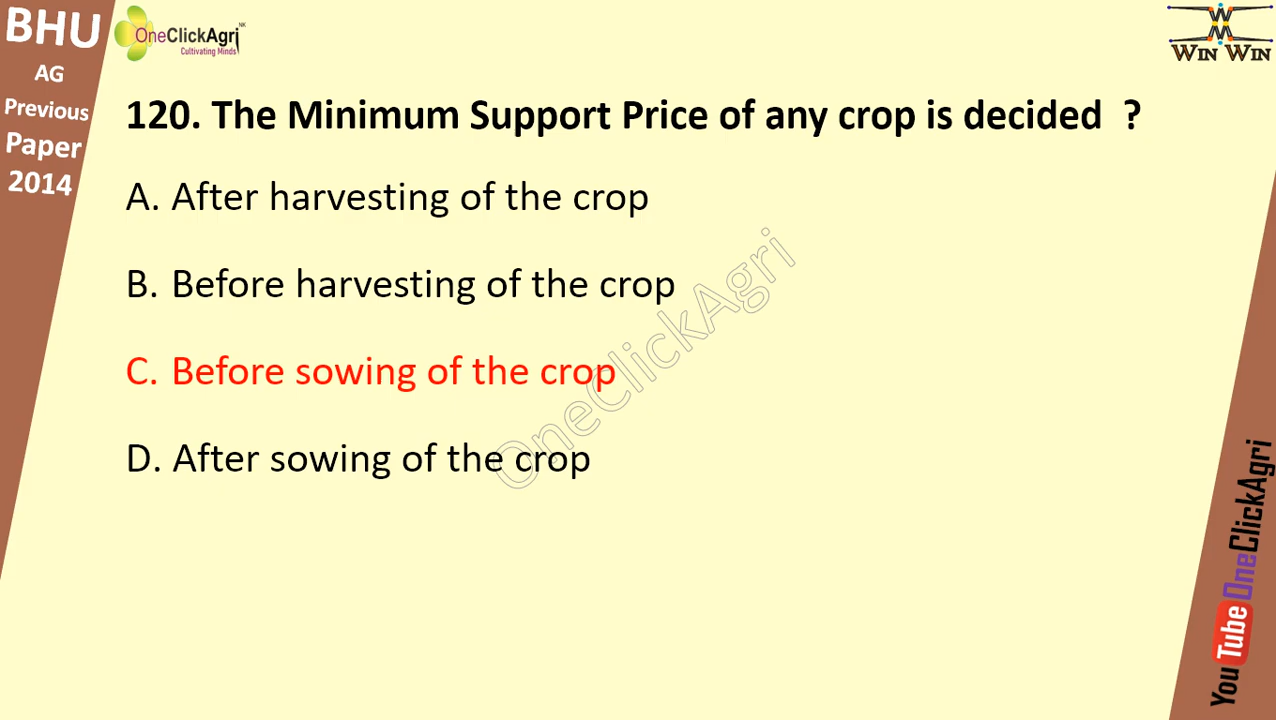 BHU
AG
Previous
Paper
2014
OneClickAgri NK
Cultivating Minds
WIN WIN
120. The Minimum Support Price of any crop is decided ?
A. After harvesting of the crop
B. Before harvesting of the crop
C. Before sowing of the crop
D. After sowing of the crop
OneClickAgri
YouTube OneClickAgri